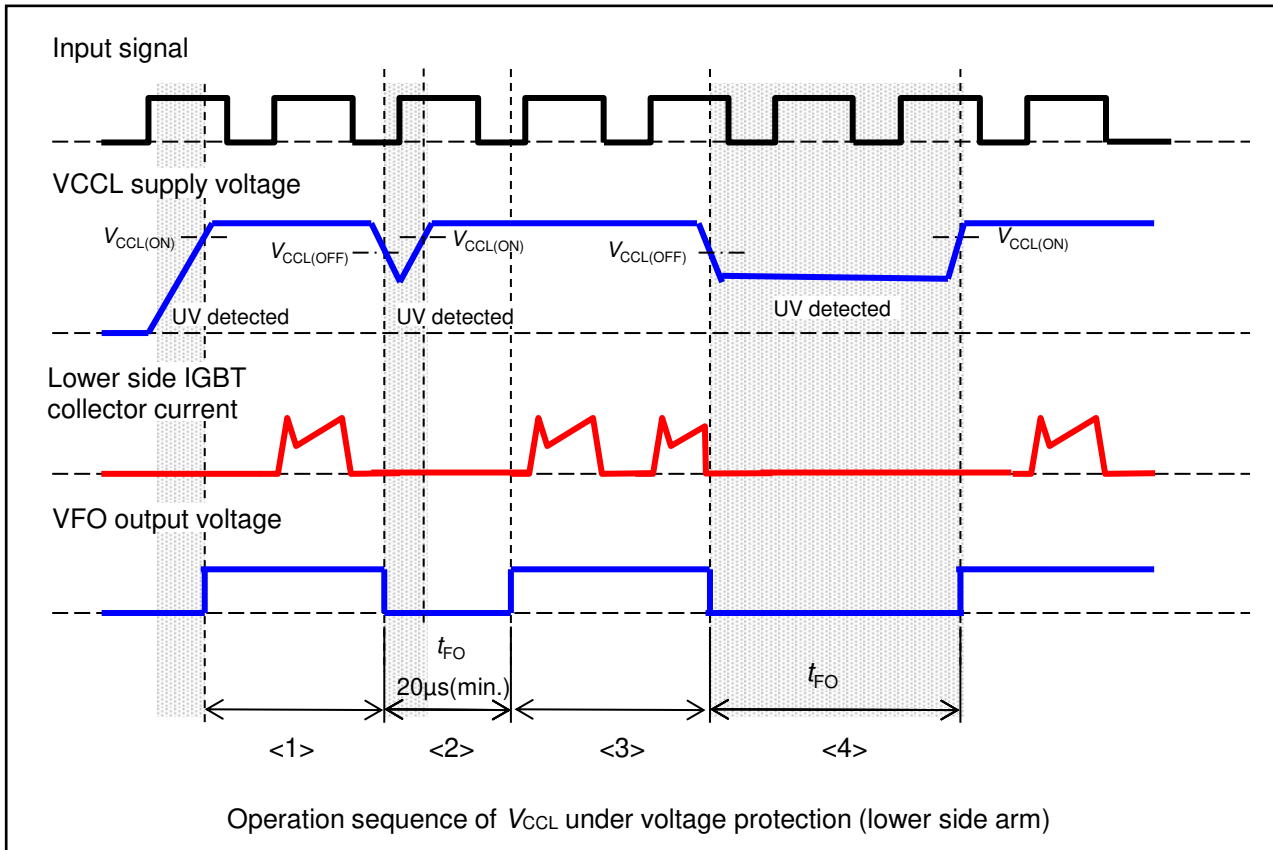 Input signal
VCCL supply voltage
VCCL(ON)
VCCL(OFF)
VCCL(ON)
VCCL(OFF)
VCCL(ON)
UV detected
UV detected
UV detected
Lower side IGBT
collector current
VFO output voltage
tFO
20µs(min.)
tFO
<1>
<2>
<3>
<4>
Operation sequence of VCCL under voltage protection (lower side arm)